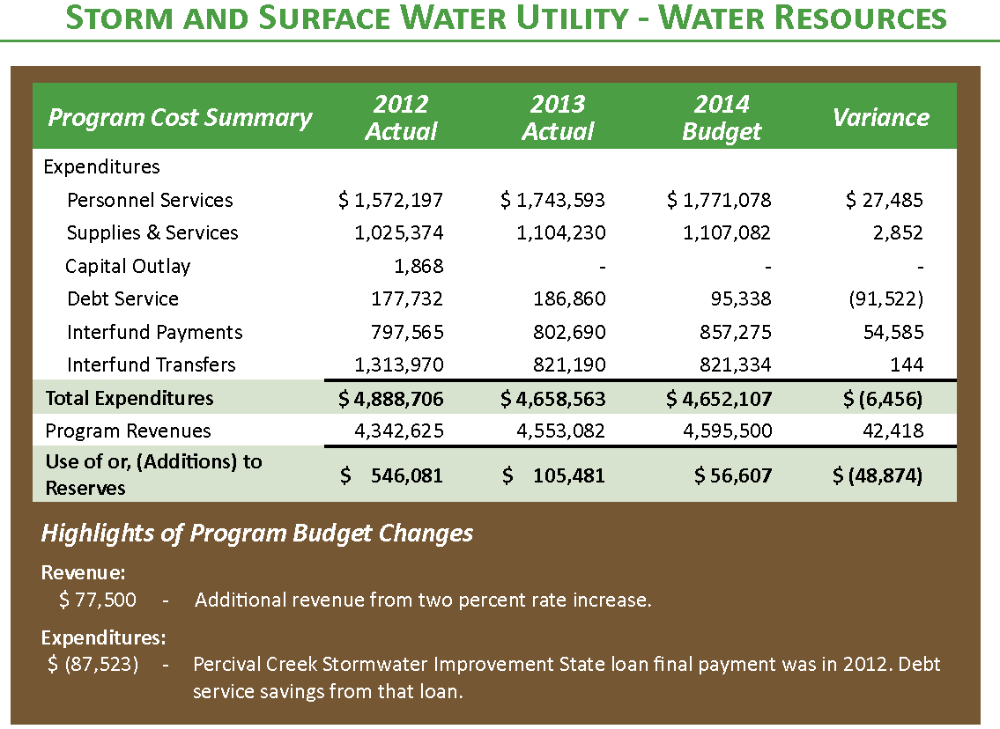 STORM AND SURFACE WATER UTILITY - WATER RESOURCES
Program Cost Summary 2012 Actual 2013 Actual 2014 Budget Variance
Expenditures
Personnel Services $ 1,572,197 $ 1,743,593 $ 1,771,078 $ 27,485
Supplies & Services 1,025,374 1,104,230 1,107,082 2,852
Capital Outlay 1,868 - - -
Debt Service 177,732 186,860 95,338 (91,522)
Interfund Payments 797,565 802,690 857,275 54,585
Interfund Transfers 1,313,970 821,190 821,334 144
Total Expenditures $ 4,888,706 $ 4,658,563 $ 4,652,107 $ (6,456)
Program Revenues 4,342,625 4,553,082 4,595,500 42,418
Use of or, (Additions) to
Reserves $ 546,081 $ 105,481 $ 56,607 $ (48,874)
Highlights of Program Budget Changes
Revenue:
$ 77,500 - Additional revenue from two percent rate increase.
Expenditures:
$ (87,523) - Percival Creek Stormwater Improvement State loan final payment was in 2012. Debt
service savings from that loan.